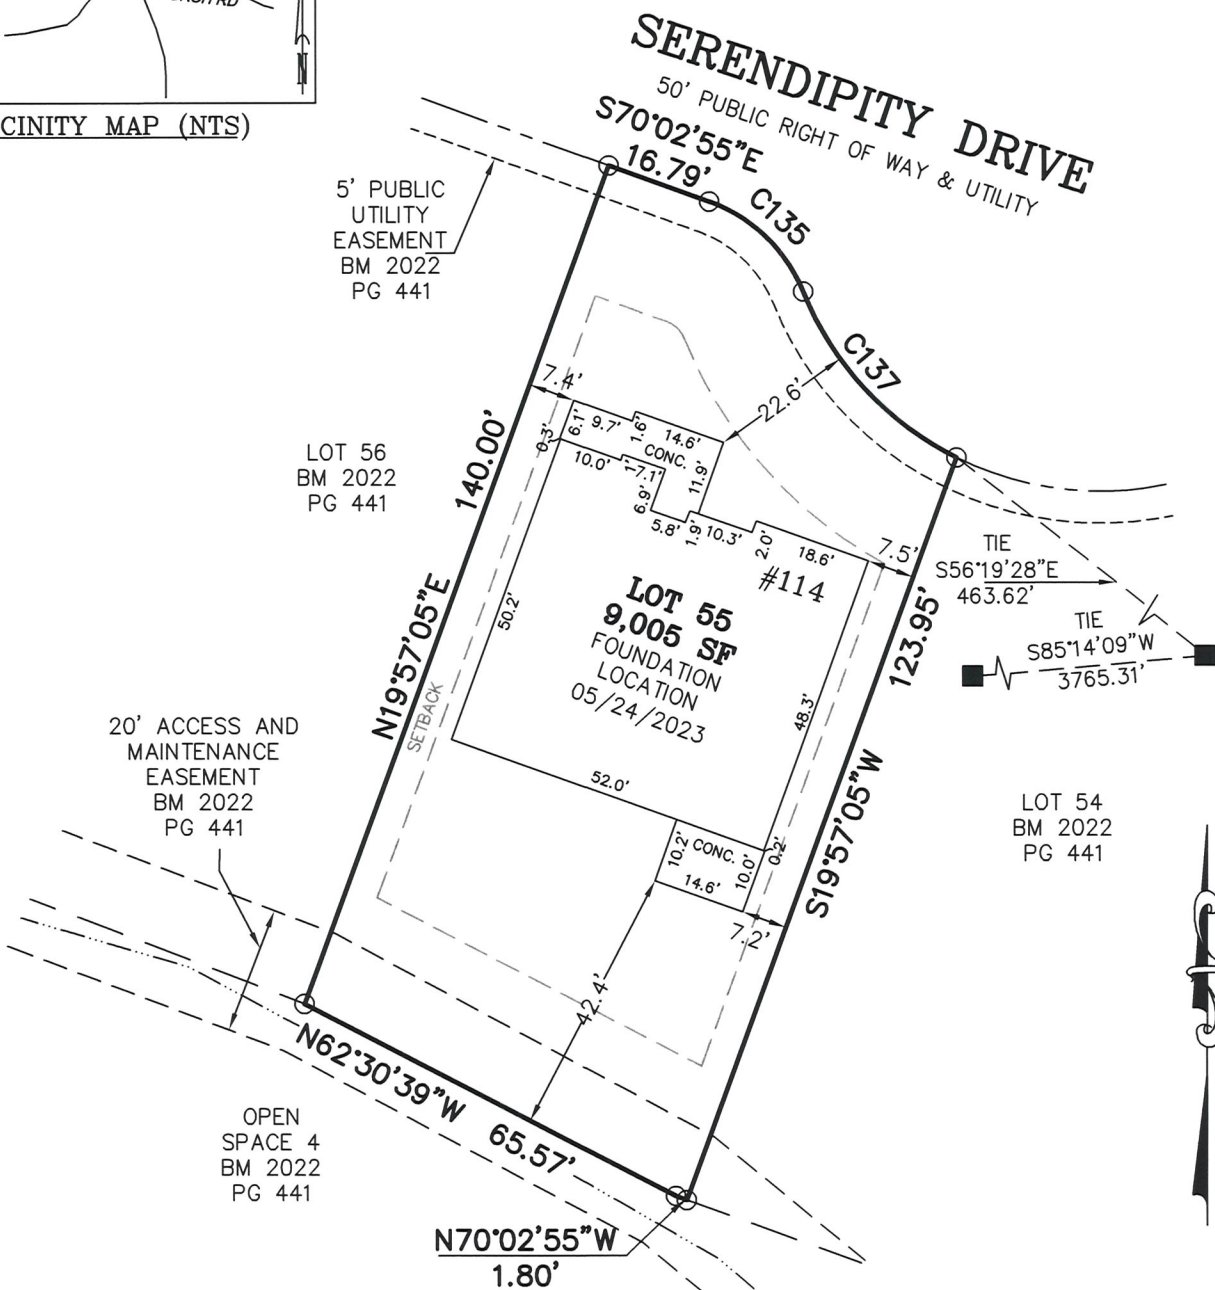 N
CINITY MAP (NTS)
SERENDIPITY DRIVE
50' PUBLIC RIGHT OF WAY & UTILITY
S70°02'55"E
16.79'
C135
C137
5' PUBLIC
UTILITY
EASEMENT
BM 2022
PG 441
22.6'
7.4'
0.3'
6.1'
9.7'
1.6'
14.6'
CONC.
11.9'
10.0'
7.1'
6.9'
5.8'
1.9'
10.3'
2.0'
18.6'
7.5'
LOT 56
BM 2022
PG 441
140.00'
N19°57'05"E
50.2'
#114
LOT 55
9,005 SF
FOUNDATION
LOCATION
05/24/2023
SETBACK
48.3'
52.0'
123.95'
S19°57'05"W
TIE
S56°19'28"E
463.62'
TIE
S85°14'09"W
3765.31'
20' ACCESS AND
MAINTENANCE
EASEMENT
BM 2022
PG 441
LOT 54
BM 2022
PG 441
10.2'
CONC.
10.0'
0.2'
14.6'
7.2'
42.4'
N62°30'39"W 65.57'
OPEN
SPACE 4
BM 2022
PG 441
N70°02'55"W
1.80'